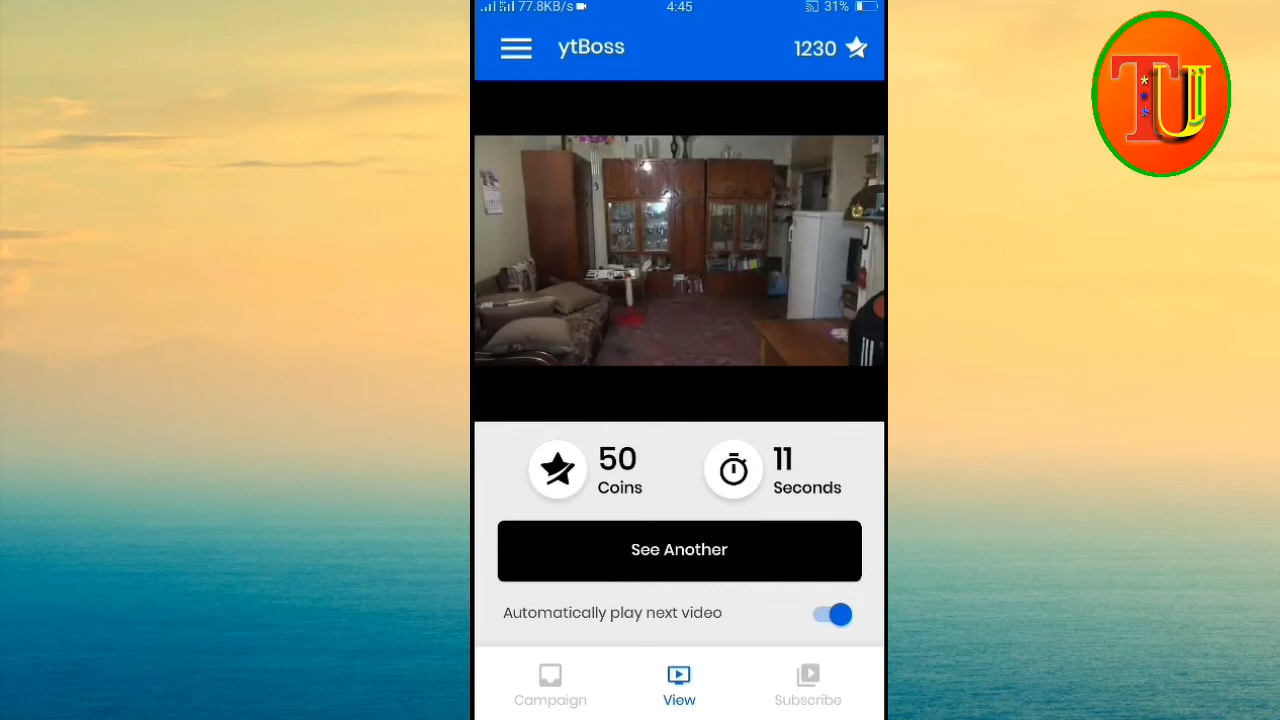 77.8KB/s 4:45 31%
ytBoss 1230
TU
50 Coins
11 Seconds
See Another
Automatically play next video
Campaign View Subscribe